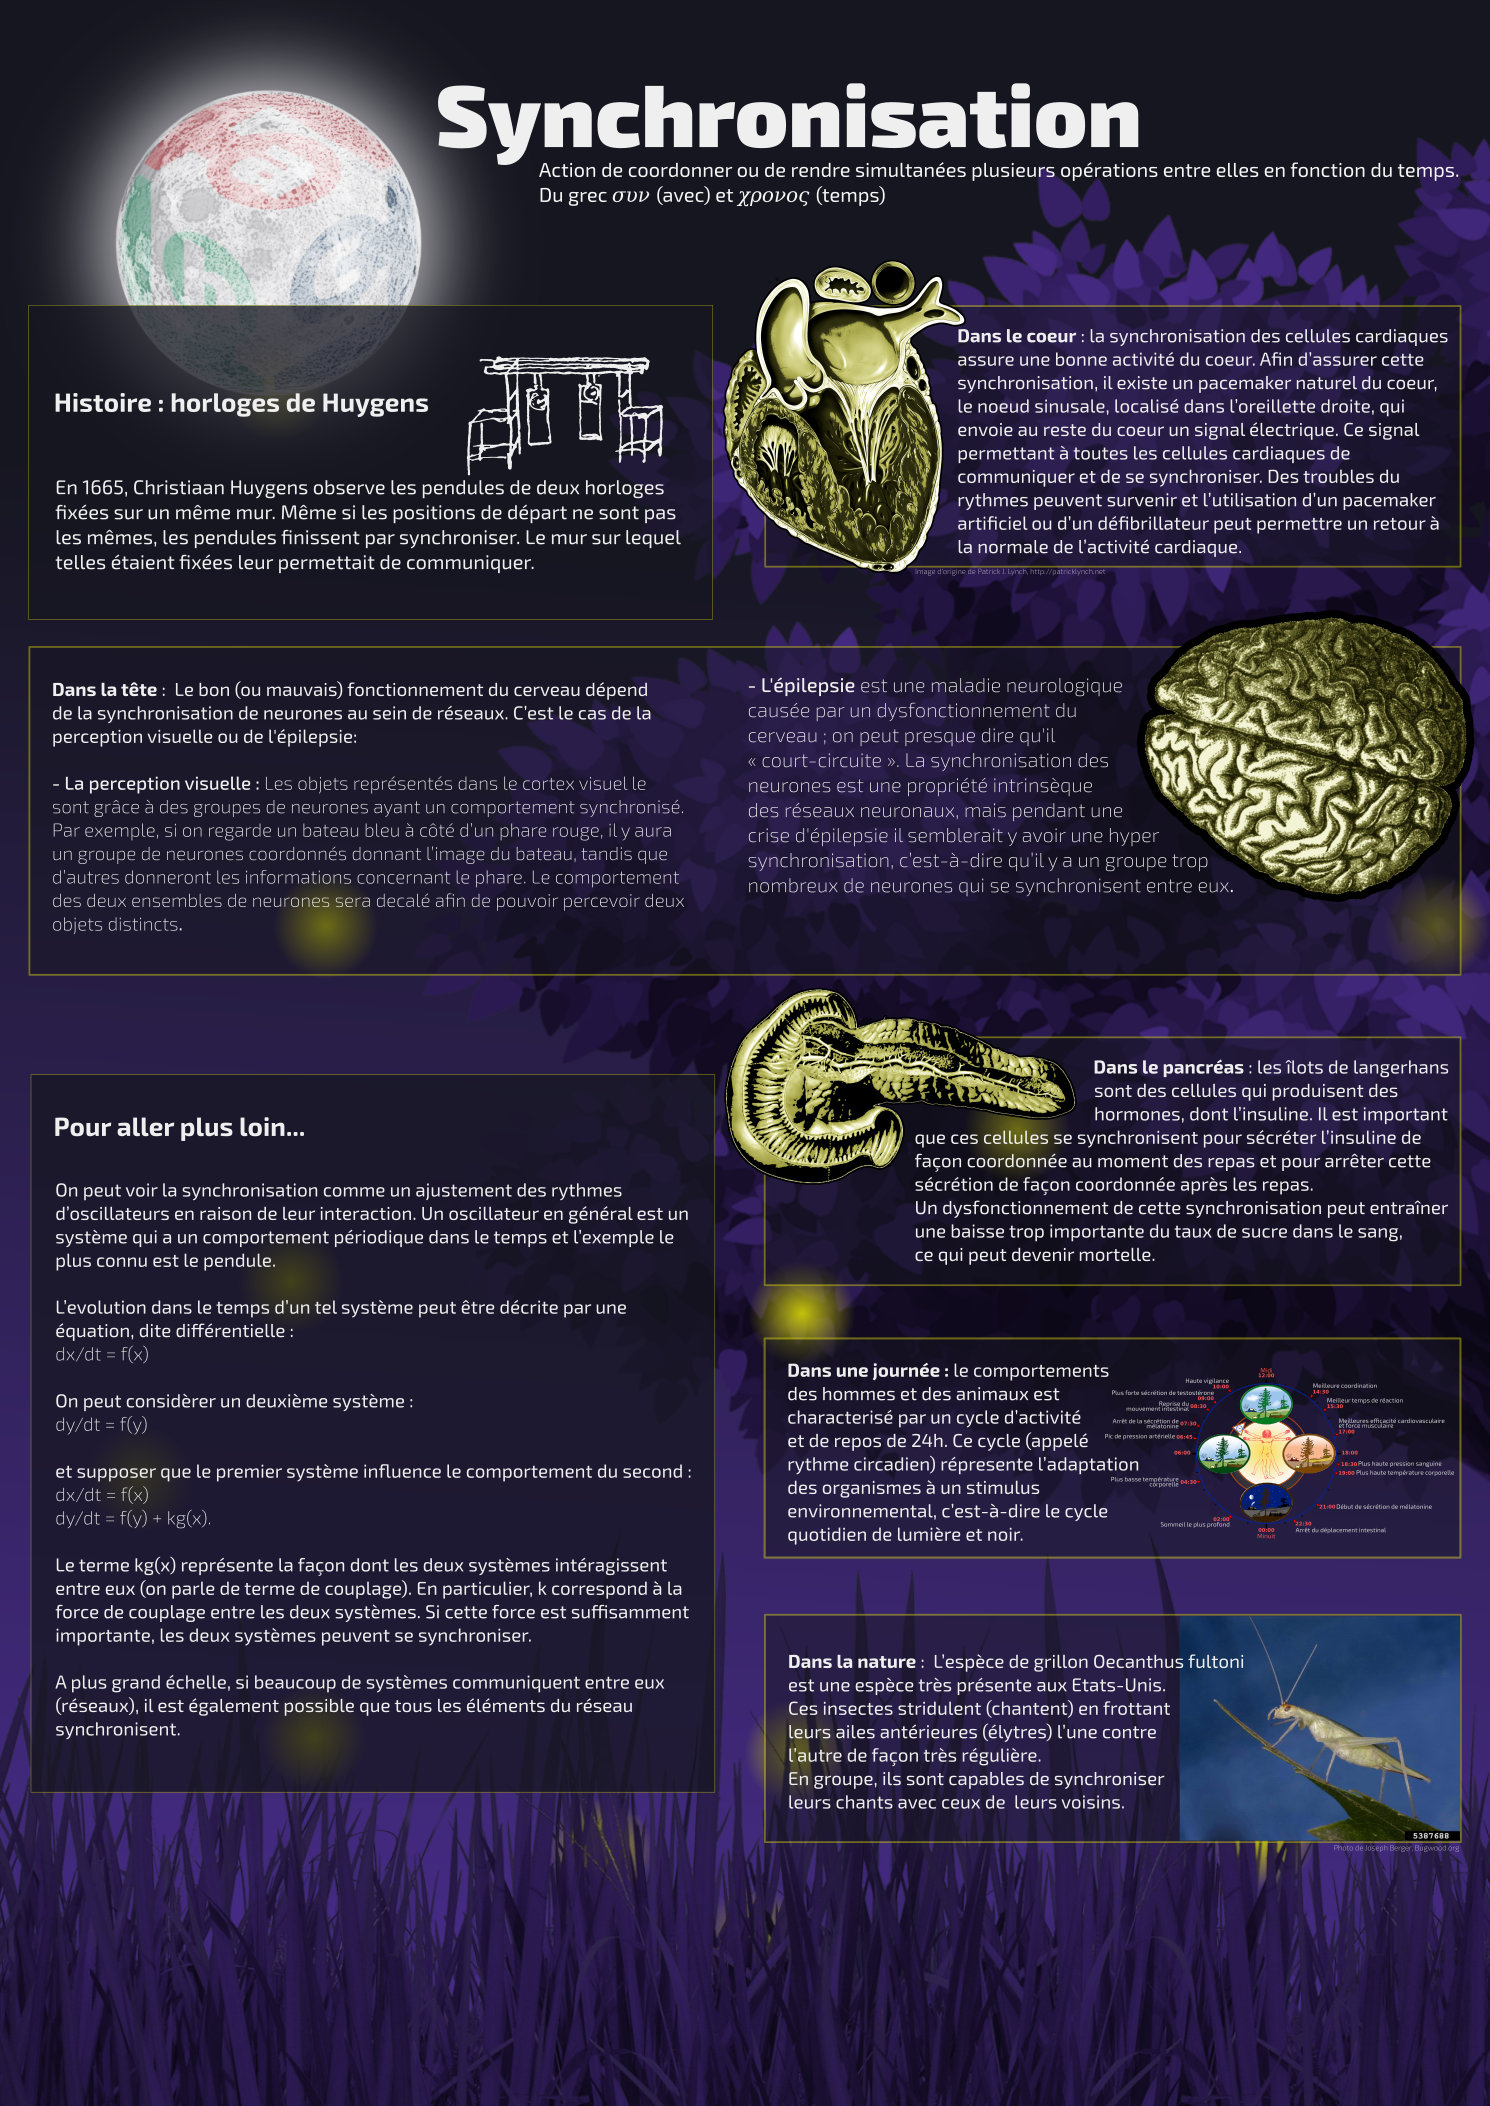 Synchronisation
Action de coordonner ou de rendre simultanées plusieurs opérations entre elles en fonction du temps.
Du grec συν (avec) et χρονος (temps)
Histoire : horloges de Huygens
En 1665, Christiaan Huygens observe les pendules de deux horloges
fixées sur un même mur. Même si les positions de départ ne sont pas
les mêmes, les pendules finissent par synchroniser. Le mur sur lequel
telles étaient fixées leur permettait de communiquer.
Dans le coeur : la synchronisation des cellules cardiaques
assure une bonne activité du coeur. Afin d'assurer cette
synchronisation, il existe un pacemaker naturel du coeur,
le noeud sinusale, localisé dans l'oreillette droite, qui
envoie au reste du coeur un signal électrique. Ce signal
permettant à toutes les cellules cardiaques de
communiquer et de se synchroniser. Des troubles du
rythmes peuvent survenir et l'utilisation d'un pacemaker
artificiel ou d'un défibrillateur peut permettre un retour à
la normale de l'activité cardiaque.
Image d'origine de Patrick J. Lynch, http://patricklynch.net
Dans la tête : Le bon (ou mauvais) fonctionnement du cerveau dépend
de la synchronisation de neurones au sein de réseaux. C'est le cas de la
perception visuelle ou de l'épilepsie:
- La perception visuelle : Les objets représentés dans le cortex visuel le
sont grâce à des groupes de neurones ayant un comportement synchronisé.
Par exemple, si on regarde un bateau bleu à côté d'un phare rouge, il y aura
un groupe de neurones coordonnés donnant l'image du bateau, tandis que
d'autres donneront les informations concernant le phare. Le comportement
des deux ensembles de neurones sera decalé afin de pouvoir percevoir deux
objets distincts.
- L'épilepsie est une maladie neurologique
causée par un dysfonctionnement du
cerveau ; on peut presque dire qu'il
« court-circuite ». La synchronisation des
neurones est une propriété intrinsèque
des réseaux neuronaux, mais pendant une
crise d'épilepsie il semblerait y avoir une hyper
synchronisation, c'est-à-dire qu'il y a un groupe trop
nombreux de neurones qui se synchronisent entre eux.
Dans le pancréas : les îlots de langerhans
sont des cellules qui produisent des
hormones, dont l'insuline. Il est important
que ces cellules se synchronisent pour sécréter l'insuline de
façon coordonnée au moment des repas et pour arrêter cette
sécrétion de façon coordonnée après les repas.
Un dysfonctionnement de cette synchronisation peut entraîner
une baisse trop importante du taux de sucre dans le sang,
ce qui peut devenir mortelle.
Pour aller plus loin...
On peut voir la synchronisation comme un ajustement des rythmes
d'oscillateurs en raison de leur interaction. Un oscillateur en général est un
système qui a un comportement périodique dans le temps et l'exemple le
plus connu est le pendule.
L'evolution dans le temps d'un tel système peut être décrite par une
équation, dite différentielle :
dx/dt = f(x)
On peut considèrer un deuxième système :
dy/dt = f(y)
et supposer que le premier système influence le comportement du second :
dx/dt = f(x)
dy/dt = f(y) + kg(x).
Le terme kg(x) représente la façon dont les deux systèmes intéragissent
entre eux (on parle de terme de couplage). En particulier, k correspond à la
force de couplage entre les deux systèmes. Si cette force est suffisamment
importante, les deux systèmes peuvent se synchroniser.
A plus grand échelle, si beaucoup de systèmes communiquent entre eux
(réseaux), il est également possible que tous les éléments du réseau
synchronisent.
Dans une journée : le comportements
des hommes et des animaux est
characterisé par un cycle d'activité
et de repos de 24h. Ce cycle (appelé
rythme circadien) répresente l'adaptation
des organismes à un stimulus
environnemental, c'est-à-dire le cycle
quotidien de lumière et noir.
Midi
12:00
Haute vigilance
10:00
Plus forte sécrétion de testostérone
09:00
Reprise du
mouvement intestinal 08:30
Arrêt de la sécrétion de
mélatonine 07:30
Pic de pression artérielle 06:45
06:00
Plus basse température
corporelle 04:30
02:00
Sommeil le plus profond
00:00
Minuit
Meilleure coordination
14:30
Meilleur temps de réaction
15:30
Meilleures efficacité cardiovasculaire
et force musculaire
17:00
18:00
18:30 Plus haute pression sanguine
19:00 Plus haute température corporelle
21:00 Début de sécrétion de mélatonine
22:30
Arrêt du déplacement intestinal
Dans la nature : L'espèce de grillon Oecanthus fultoni
est une espèce très présente aux Etats-Unis.
Ces insectes stridulent (chantent) en frottant
leurs ailes antérieures (élytres) l'une contre
l'autre de façon très régulière.
En groupe, ils sont capables de synchroniser
leurs chants avec ceux de leurs voisins.
5387688
Photo de Joseph Berger, Bugwood.org